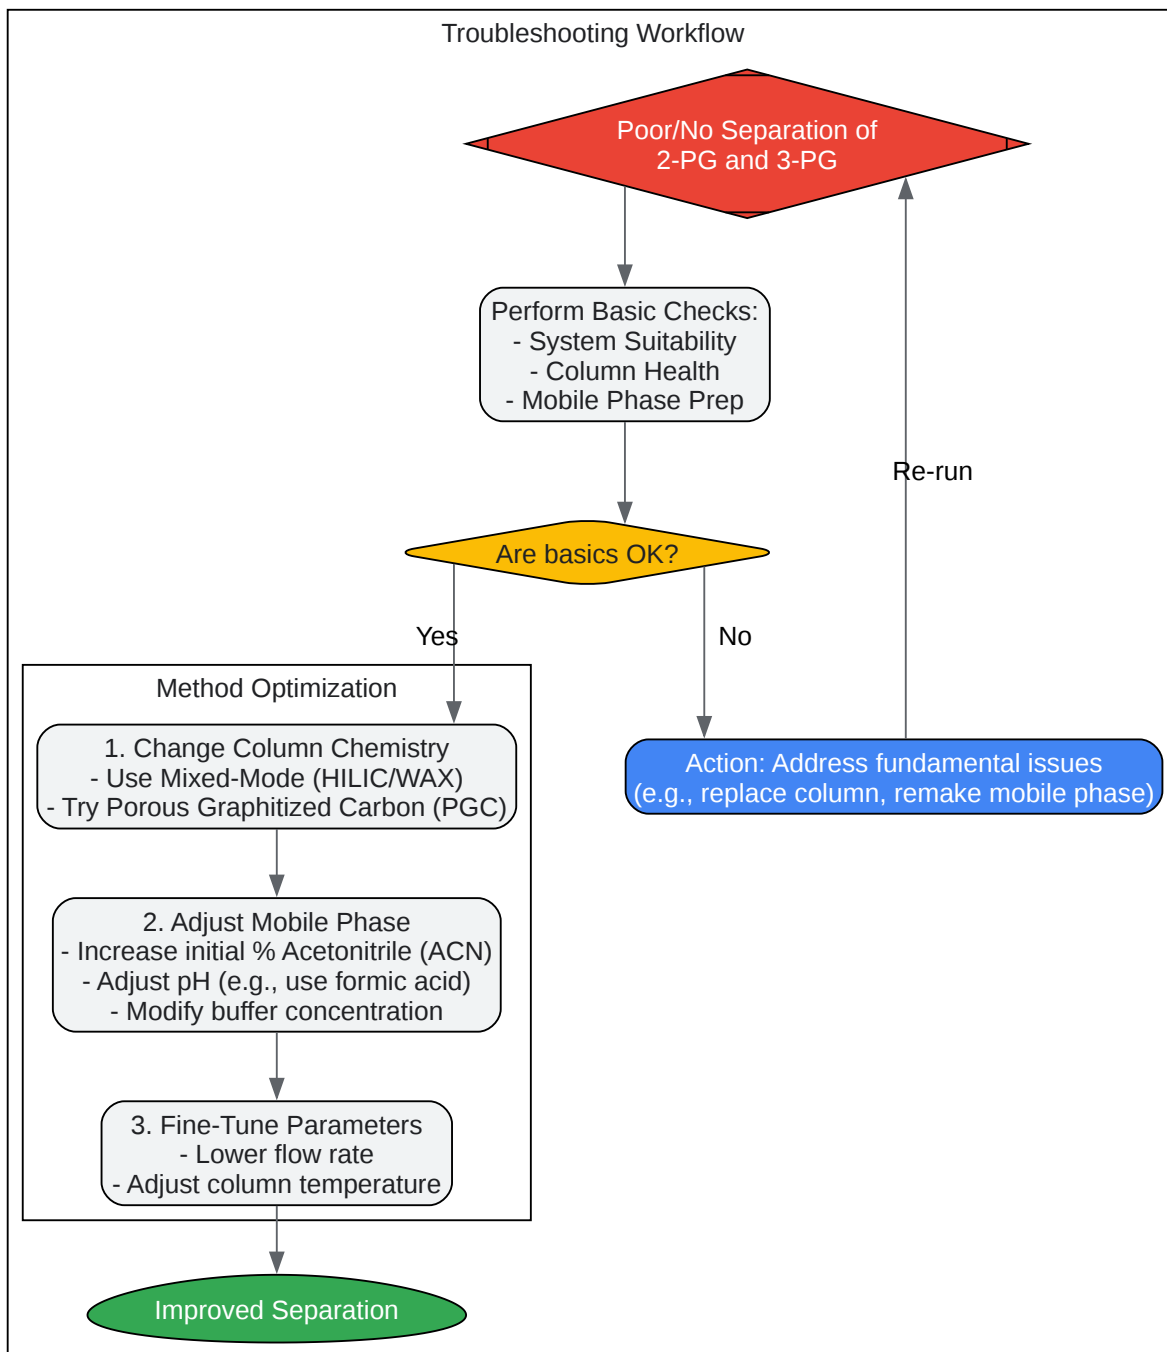 Troubleshooting Workflow
Poor/No Separation of
2-PG and 3-PG
Perform Basic Checks:
- System Suitability
- Column Health
- Mobile Phase Prep
Re-run
Are basics OK?
Yes
No
Method Optimization
1. Change Column Chemistry
- Use Mixed-Mode (HILIC/WAX)
- Try Porous Graphitized Carbon (PGC)
Action: Address fundamental issues
(e.g., replace column, remake mobile phase)
2. Adjust Mobile Phase
- Increase initial % Acetonitrile (ACN)
- Adjust pH (e.g., use formic acid)
- Modify buffer concentration
3. Fine-Tune Parameters
- Lower flow rate
- Adjust column temperature
Improved Separation